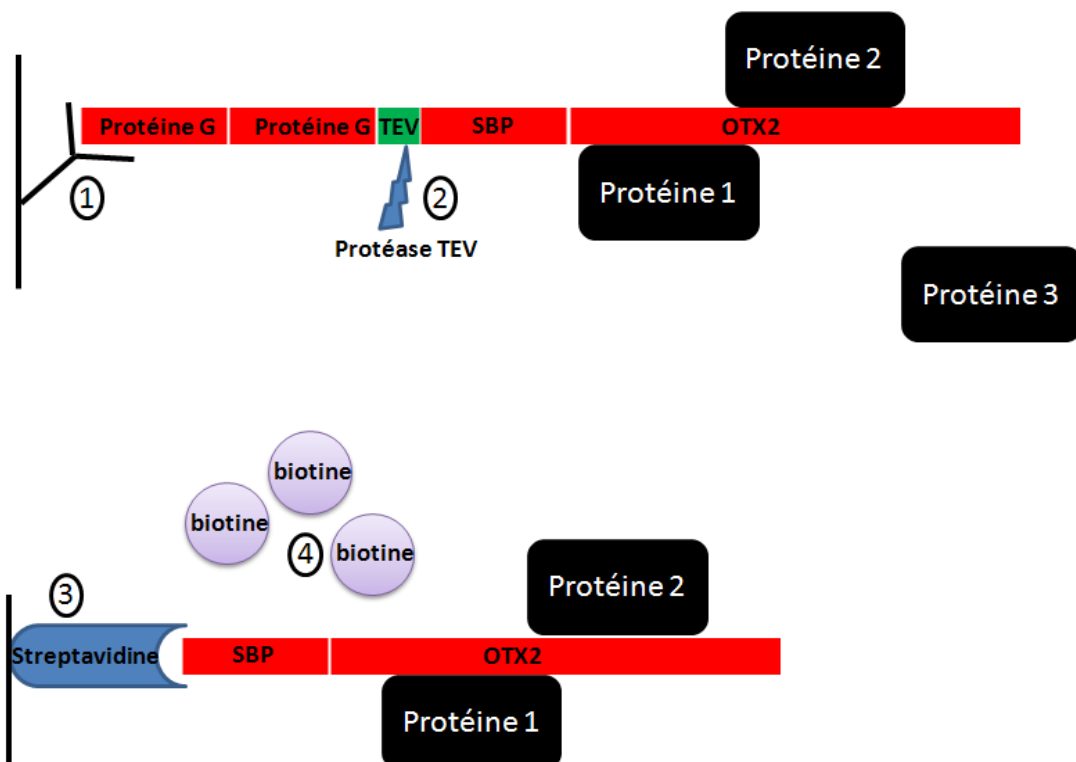 Protéine 2
Protéine G Protéine G TEV SBP OTX2
1 2 Protéine 1
Protéase TEV
Protéine 3
biotine
biotine
4 biotine
3 Protéine 2
Streptavidine SBP OTX2
Protéine 1